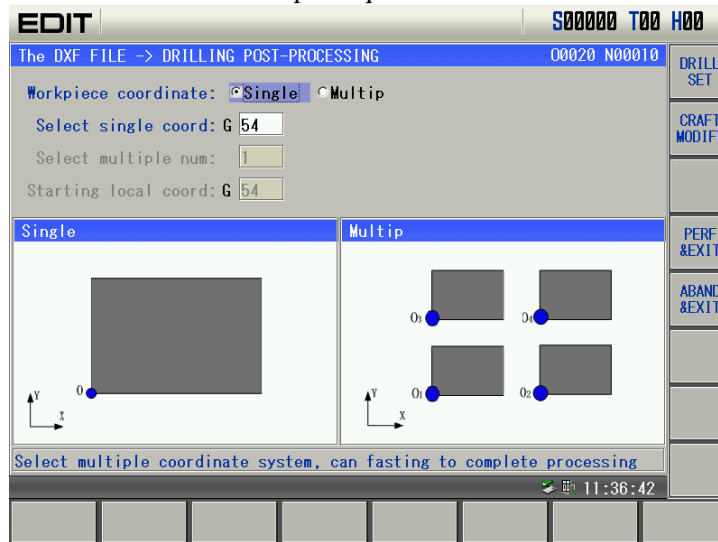 EDIT
S00000 T00 H00
The DXF FILE -> DRILLING POST-PROCESSING O0020 N00010
Workpiece coordinate: Single Multip
Select single coord: G 54
Select multiple num: 1
Starting local coord: G 54
Single
Multip
O
Y
X
O3
O4
O1
O2
Y
X
Select multiple coordinate system, can fasting to complete processing
11:36:42
DRILL
SET
CRAFT
MODIF
PERF
&EXIT
ABAND
&EXIT